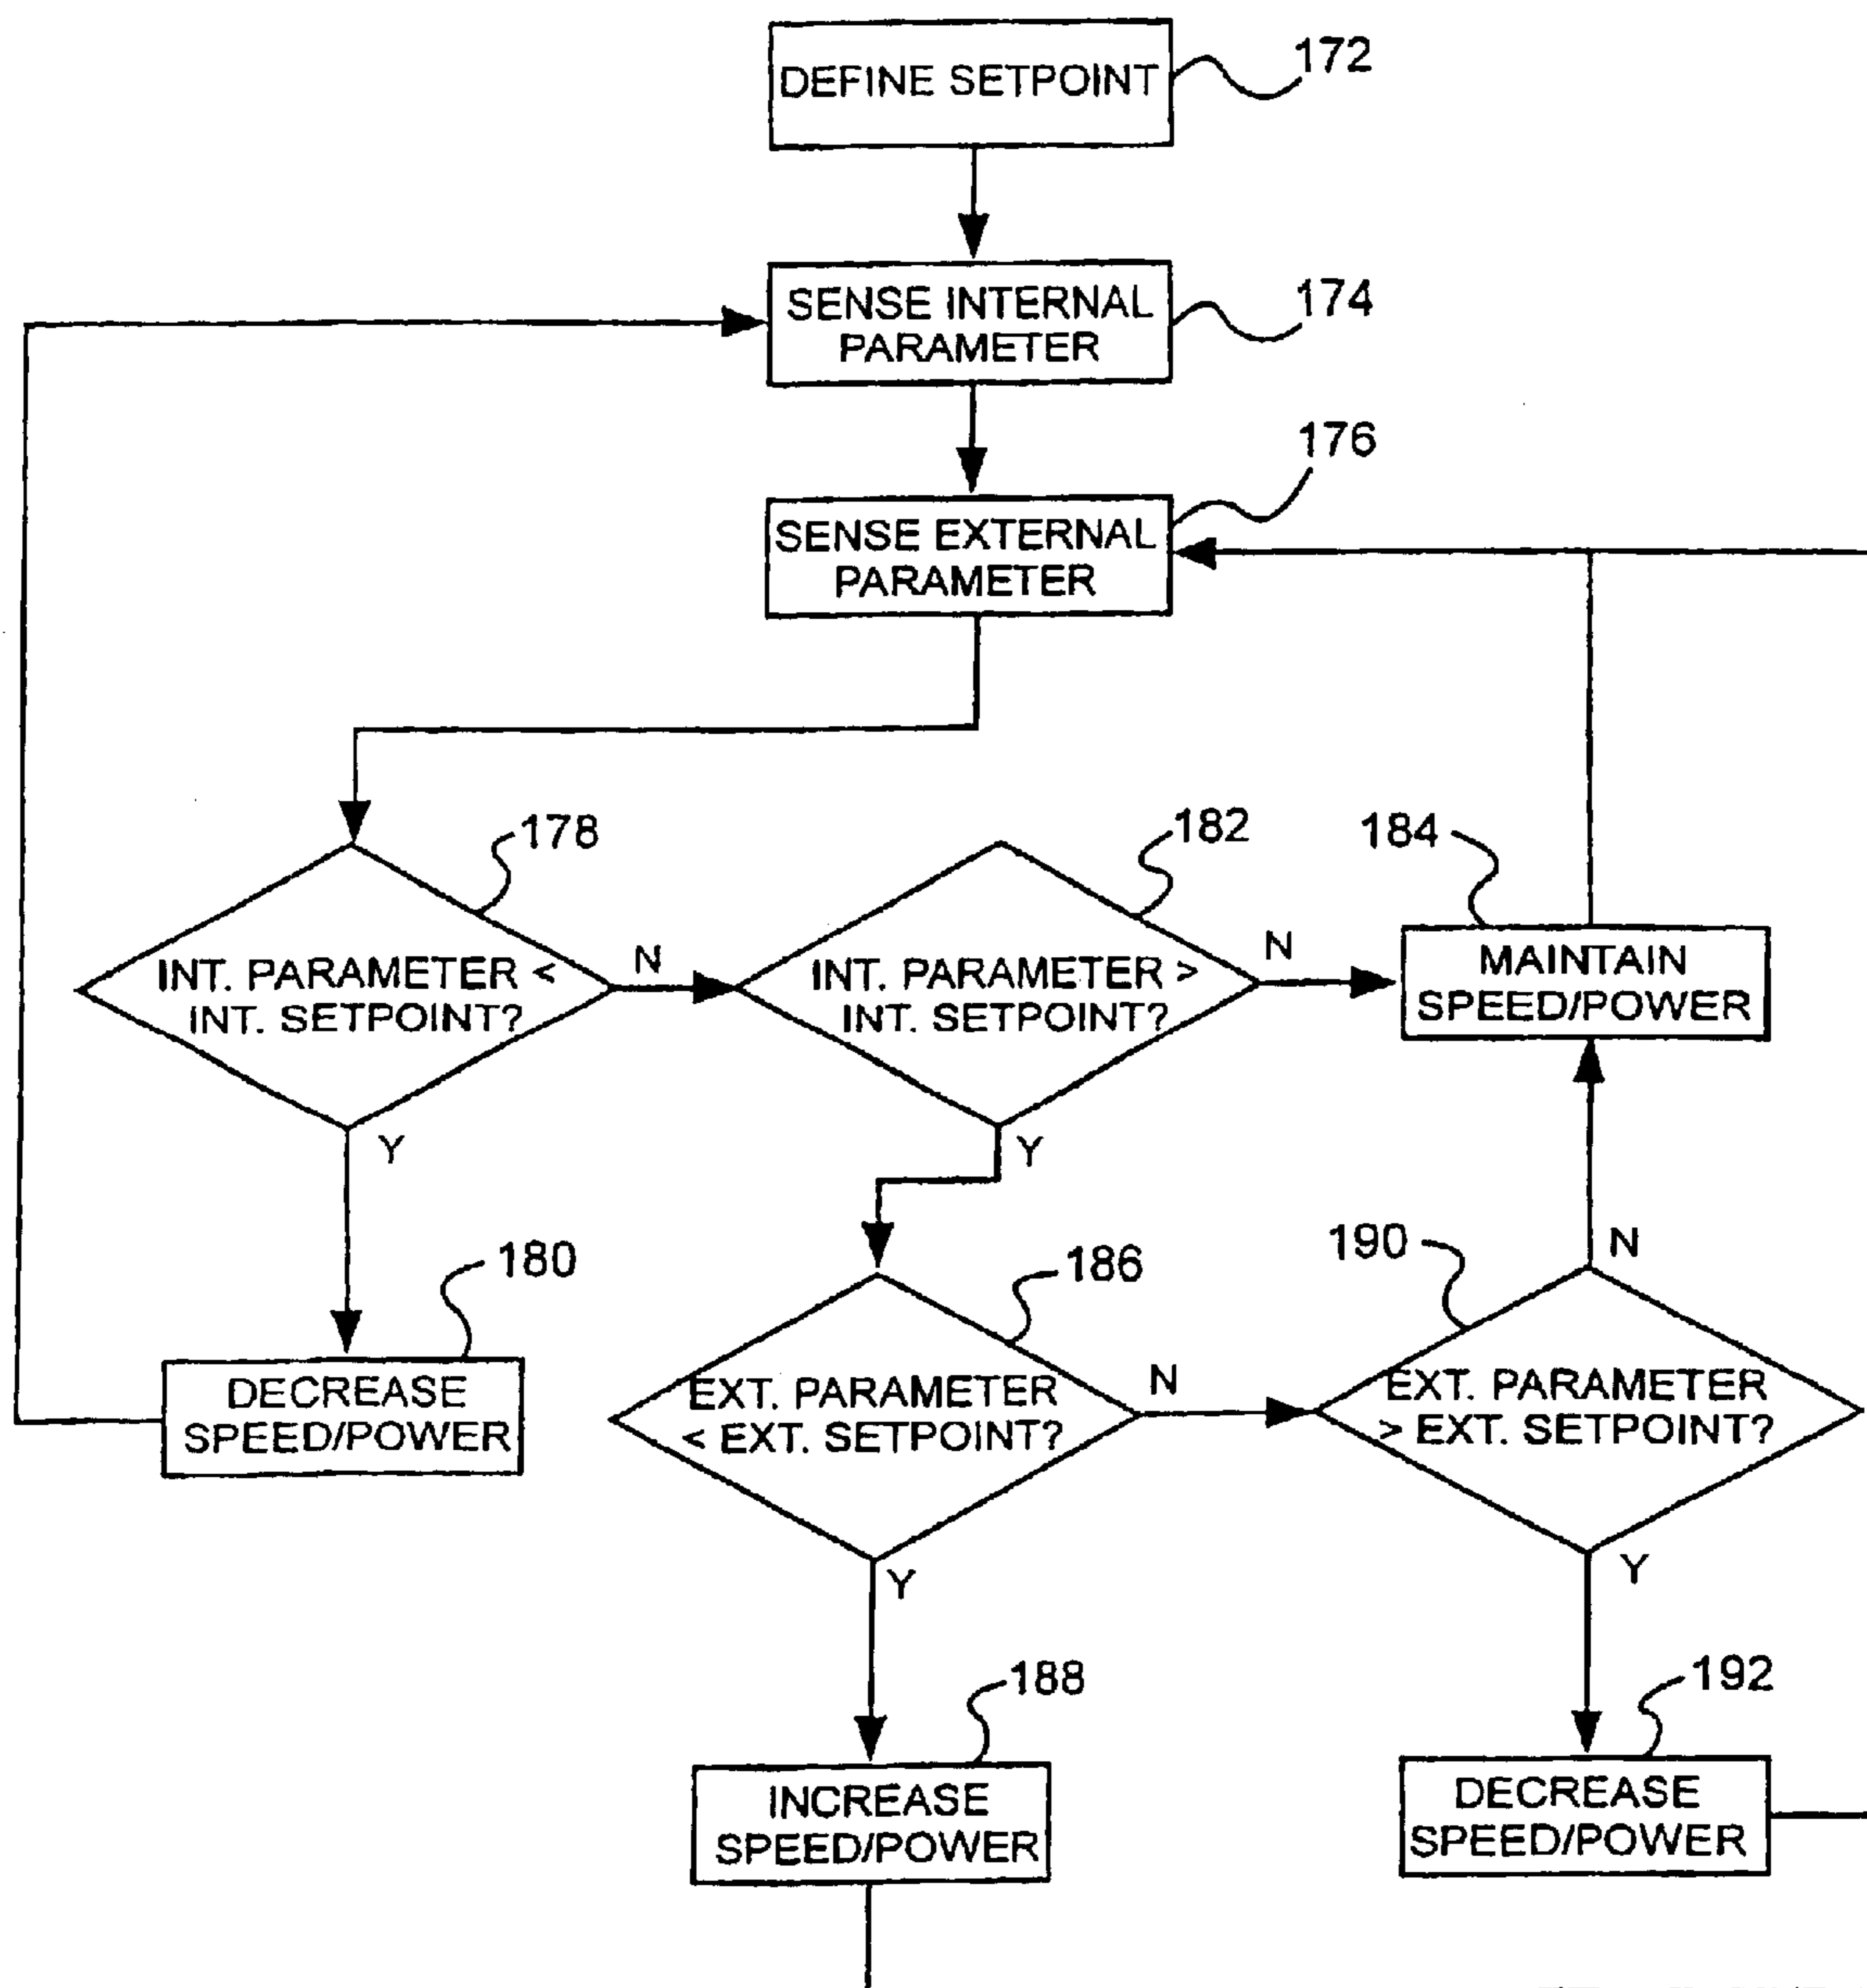 DEFINE SETPOINT
172
SENSE INTERNAL
PARAMETER
174
176
SENSE EXTERNAL
PARAMETER
178
182
184
INT. PARAMETER <
INT. SETPOINT?
N
INT. PARAMETER >
INT. SETPOINT?
N
MAINTAIN
SPEED/POWER
Y
Y
180
186
190
N
DECREASE
SPEED/POWER
EXT. PARAMETER
< EXT. SETPOINT?
N
EXT. PARAMETER
> EXT. SETPOINT?
Y
Y
188
192
INCREASE
SPEED/POWER
DECREASE
SPEED/POWER